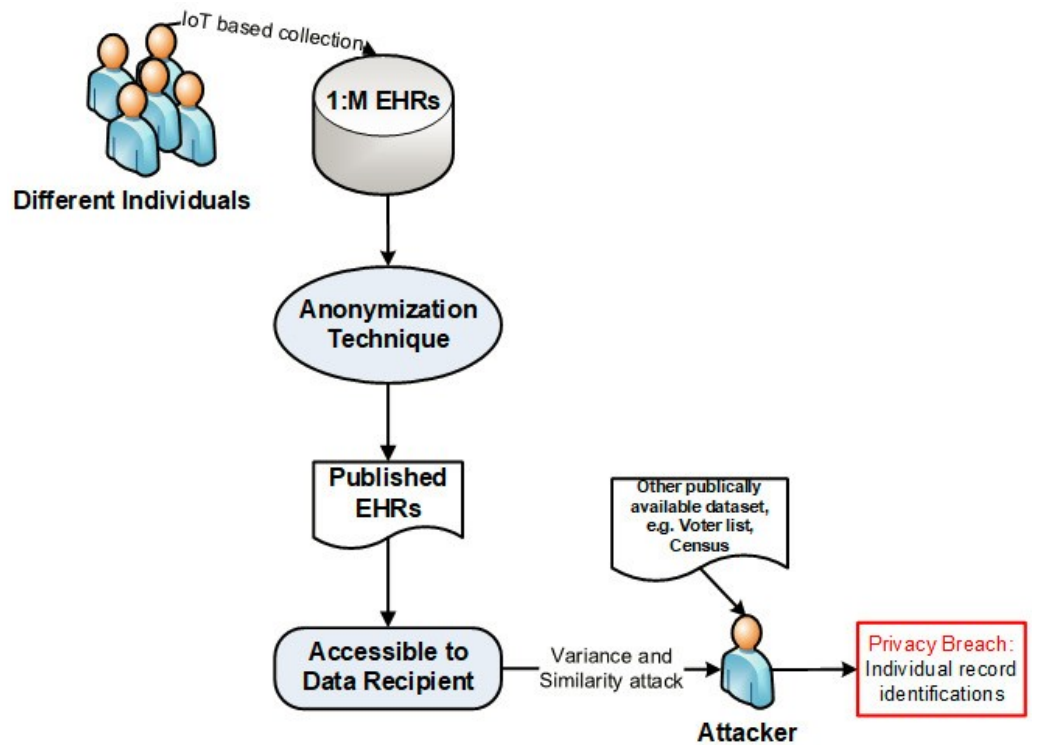 IoT based collection
1:M EHRs
Different Individuals
Anonymization
Technique
Published
EHRs
Other publically
available dataset,
e.g. Voter list,
Census
Accessible to
Data Recipient
Variance and
Similarity attack
Attacker
Privacy Breach:
Individual record
identifications